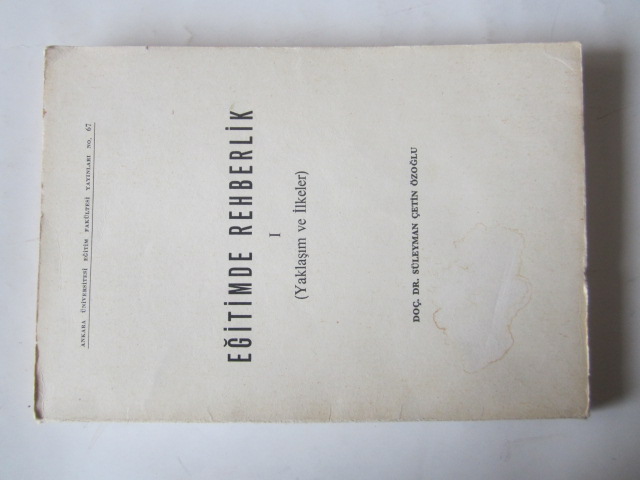 ANKARA ÜNİVERSİTESİ EĞİTİM FAKÜLTESİ YAYINLARI NO. 67
EĞİTİMDE REHBERLİK
I
(Yaklaşım ve İlkeler)
DOÇ. DR. SÜLEYMAN ÇETİN ÖZOĞLU